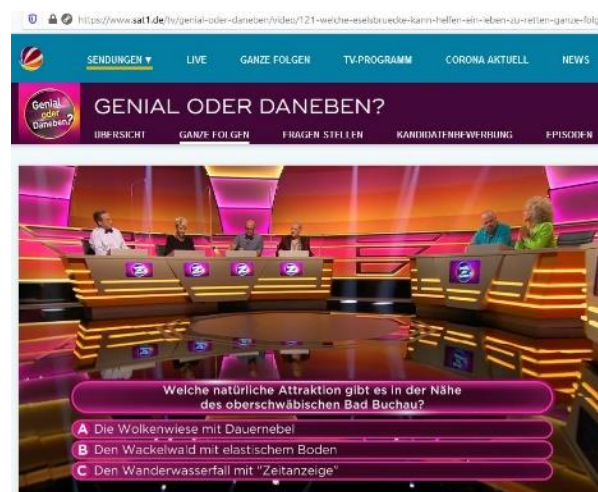 https://www.sat1.de/tv/genial-oder-daneben/video/121-welche-eselsbruecke-kann-helfen-ein-leben-zu-retten-ganze-folg
SENDUNGEN ▼ LIVE GANZE FOLGEN TV-PROGRAMM CORONA AKTUELL NEWS
Genial oder Daneben?
GENIAL ODER DANEBEN?
ÜBERSICHT GANZE FOLGEN FRAGEN STELLEN KANDIDATENBEWERBUNG EPISODEN
Welche natürliche Attraktion gibt es in der Nähe
des oberschwäbischen Bad Buchau?
A Die Wolkenwiese mit Dauernebel
B Den Wackelwald mit elastischem Boden
C Den Wanderwasserfall mit "Zeitanzeige"